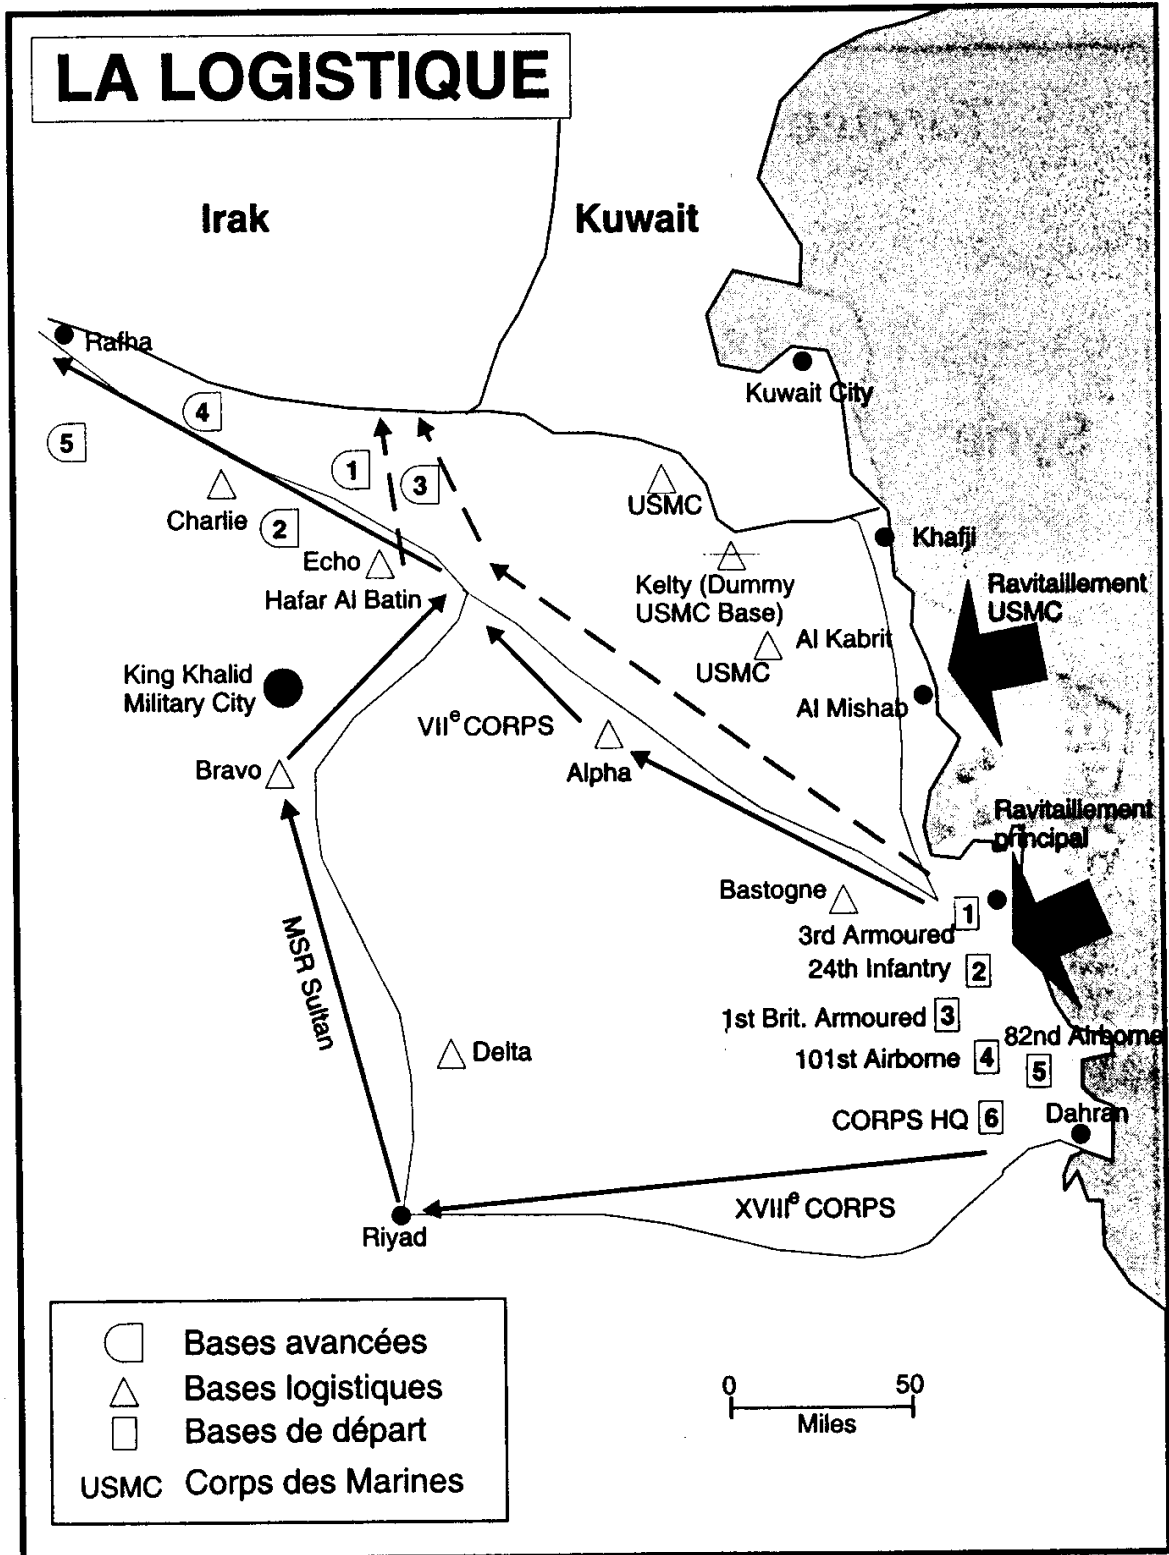 LA LOGISTIQUE
Irak
Kuwait
Rafha
Kuwait City
4
5
1
3
USMC
Charlie
2
Khafji
Echo
Hafar Al Batin
Kelty (Dummy
USMC Base)
Ravitaillement
USMC
Al Kabrit
USMC
King Khalid
Military City
Al Mishab
VIIe CORPS
Bravo
Alpha
Ravitaillement
principal
Bastogne
1
3rd Armoured
24th Infantry
2
MSR Sultan
1st Brit. Armoured
3
82nd Airborne
5
101st Airborne
4
Delta
CORPS HQ
6
Dahran
XVIIIe CORPS
Riyad
Bases avancées
Bases logistiques
Bases de départ
USMC Corps des Marines
0 50
Miles